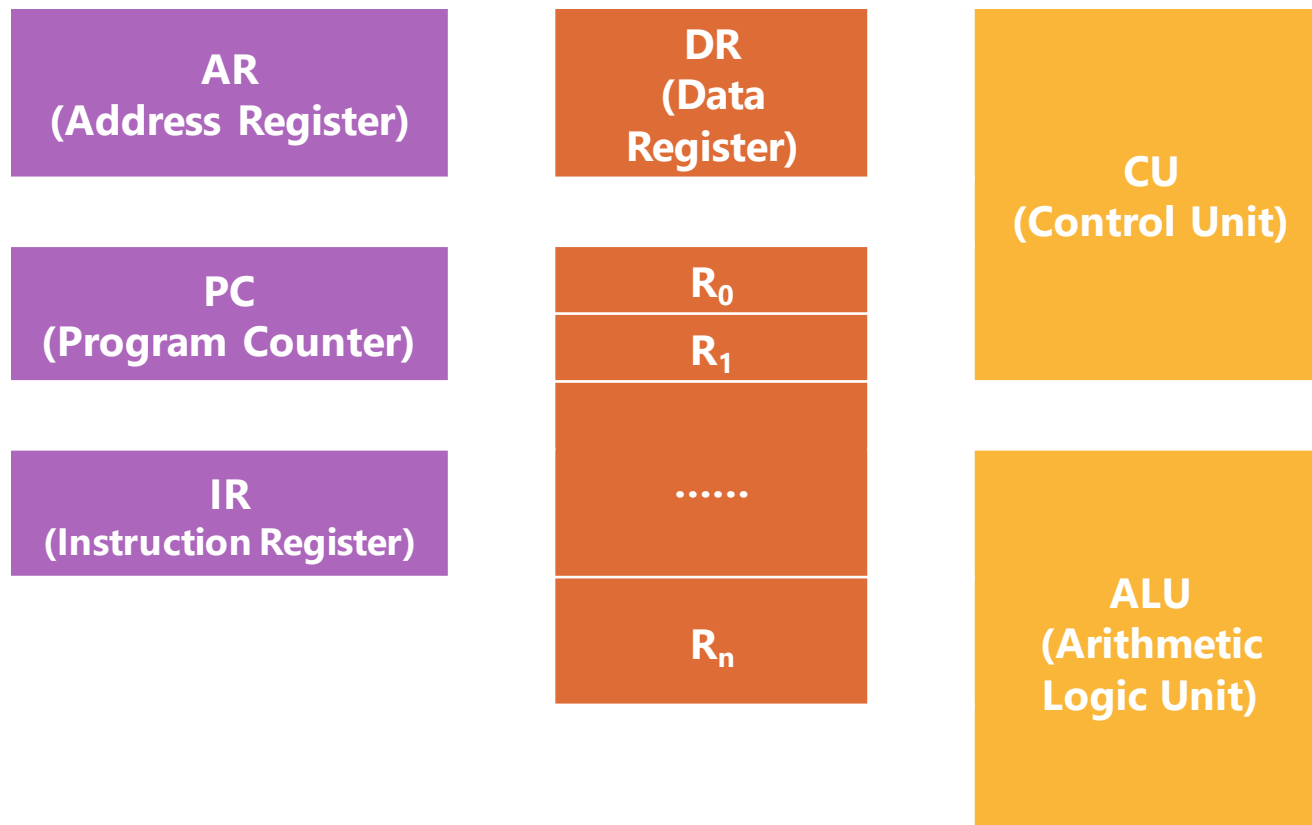 AR
(Address Register)
PC
(Program Counter)
IR
(Instruction Register)
DR
(Data
Register)
R₀
R₁
......
Rₙ
CU
(Control Unit)
ALU
(Arithmetic
Logic Unit)